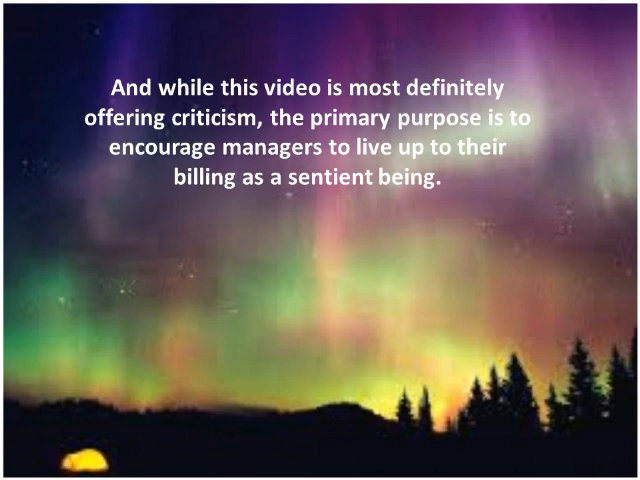 And while this video is most definitely
offering criticism, the primary purpose is to
encourage managers to live up to their
billing as a sentient being.